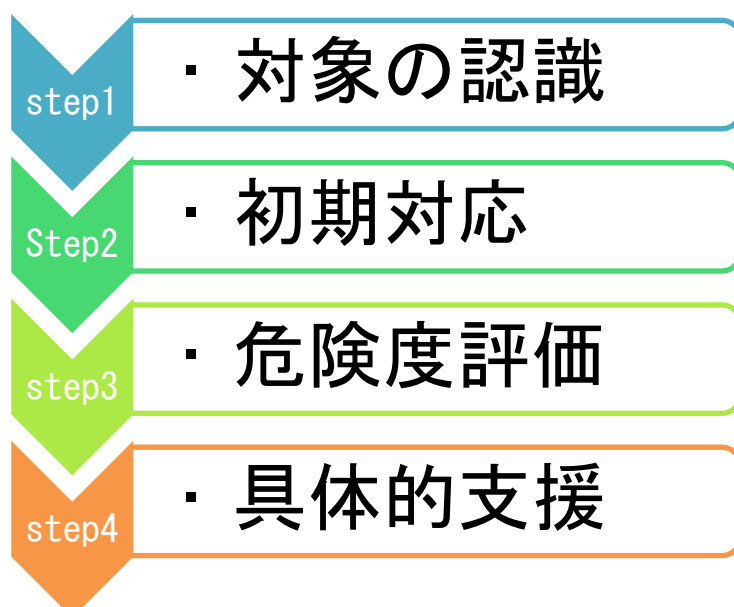 step1
・対象の認識
Step2
・初期対応
step3
・危険度評価
step4
・具体的支援